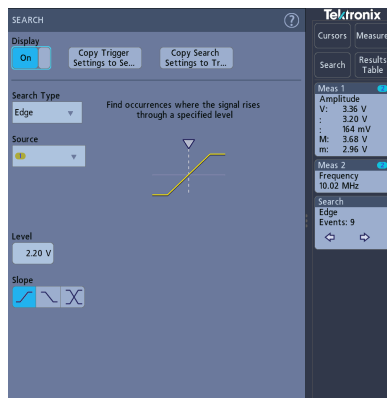 SEARCH
?
Display
On
Copy Trigger
Settings to Se...
Copy Search
Settings to Tr...
Search Type
Edge
Find occurrences where the signal rises
through a specified level
Source
1
Level
2.20 V
Slope
Tektronix
Cursors
Measure
Search
Results
Table
Meas 1
2
Amplitude
V: 3.36 V
: 3.20 V
: 164 mV
M: 3.68 V
m: 2.96 V
Meas 2
2
Frequency
10.02 MHz
Search
Edge
Events: 9